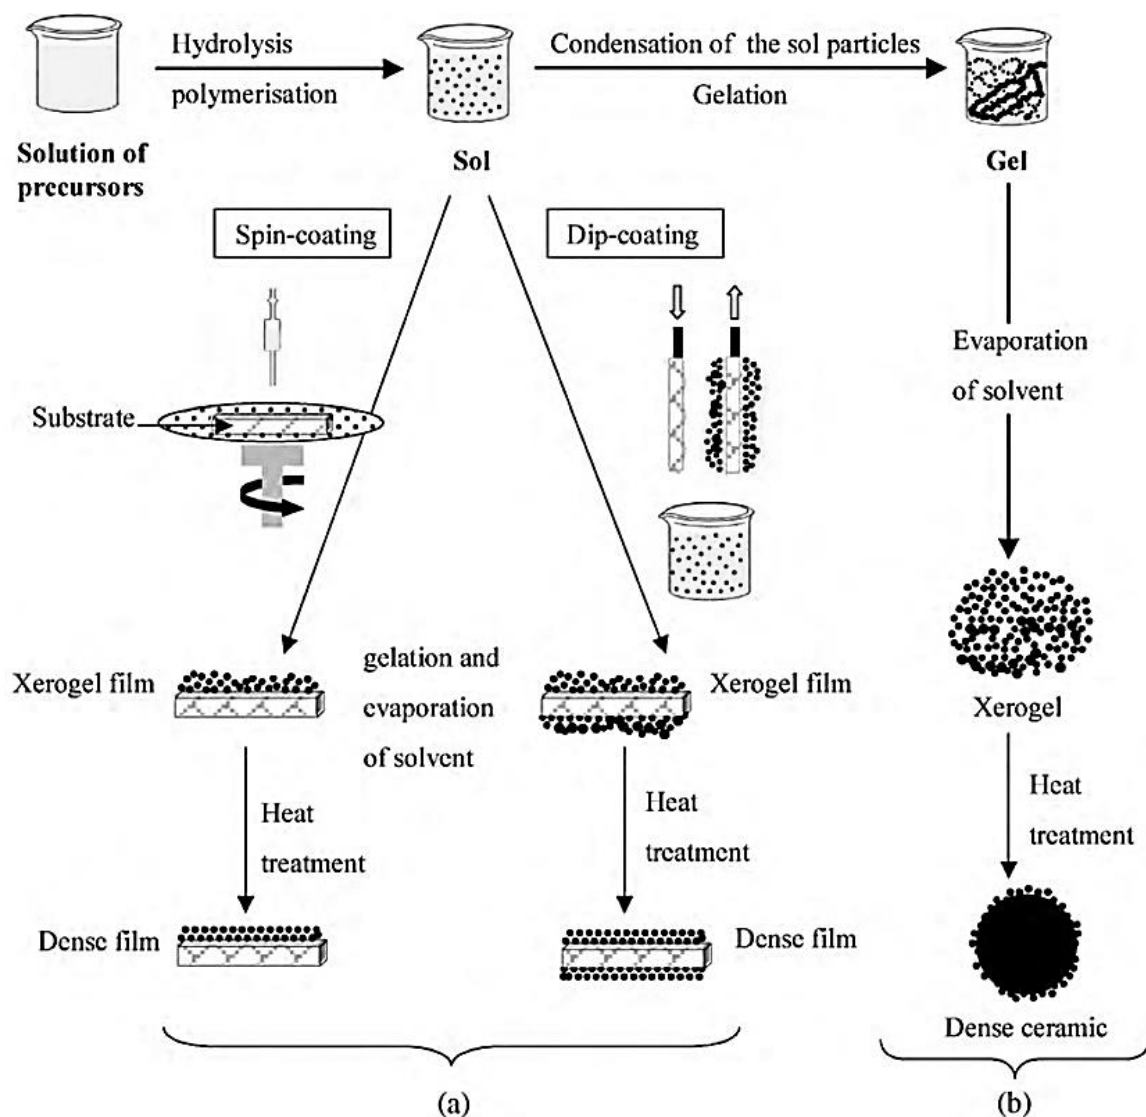 Hydrolysis
polymerisation
Condensation of the sol particles
Gelation
Solution of
precursors
Sol
Gel
Spin-coating
Dip-coating
Evaporation
of solvent
Substrate
Xerogel film
gelation and
evaporation
of solvent
Xerogel film
Xerogel
Heat
treatment
Heat
treatment
Heat
treatment
Dense film
Dense film
Dense ceramic
(a)
(b)